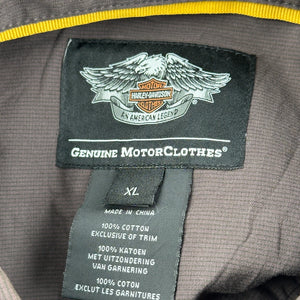 MOTOR
HARLEY-DAVIDSON
CLOTHES
AN AMERICAN LEGEND
GENUINE MOTORCLOTHES®
XL
MADE IN CHINA
100% COTTON
EXCLUSIVE OF TRIM
100% KATOEN
MET UITZONDERING
VAN GARNERING
100% COTON
EXCLUT LES GARNITURES